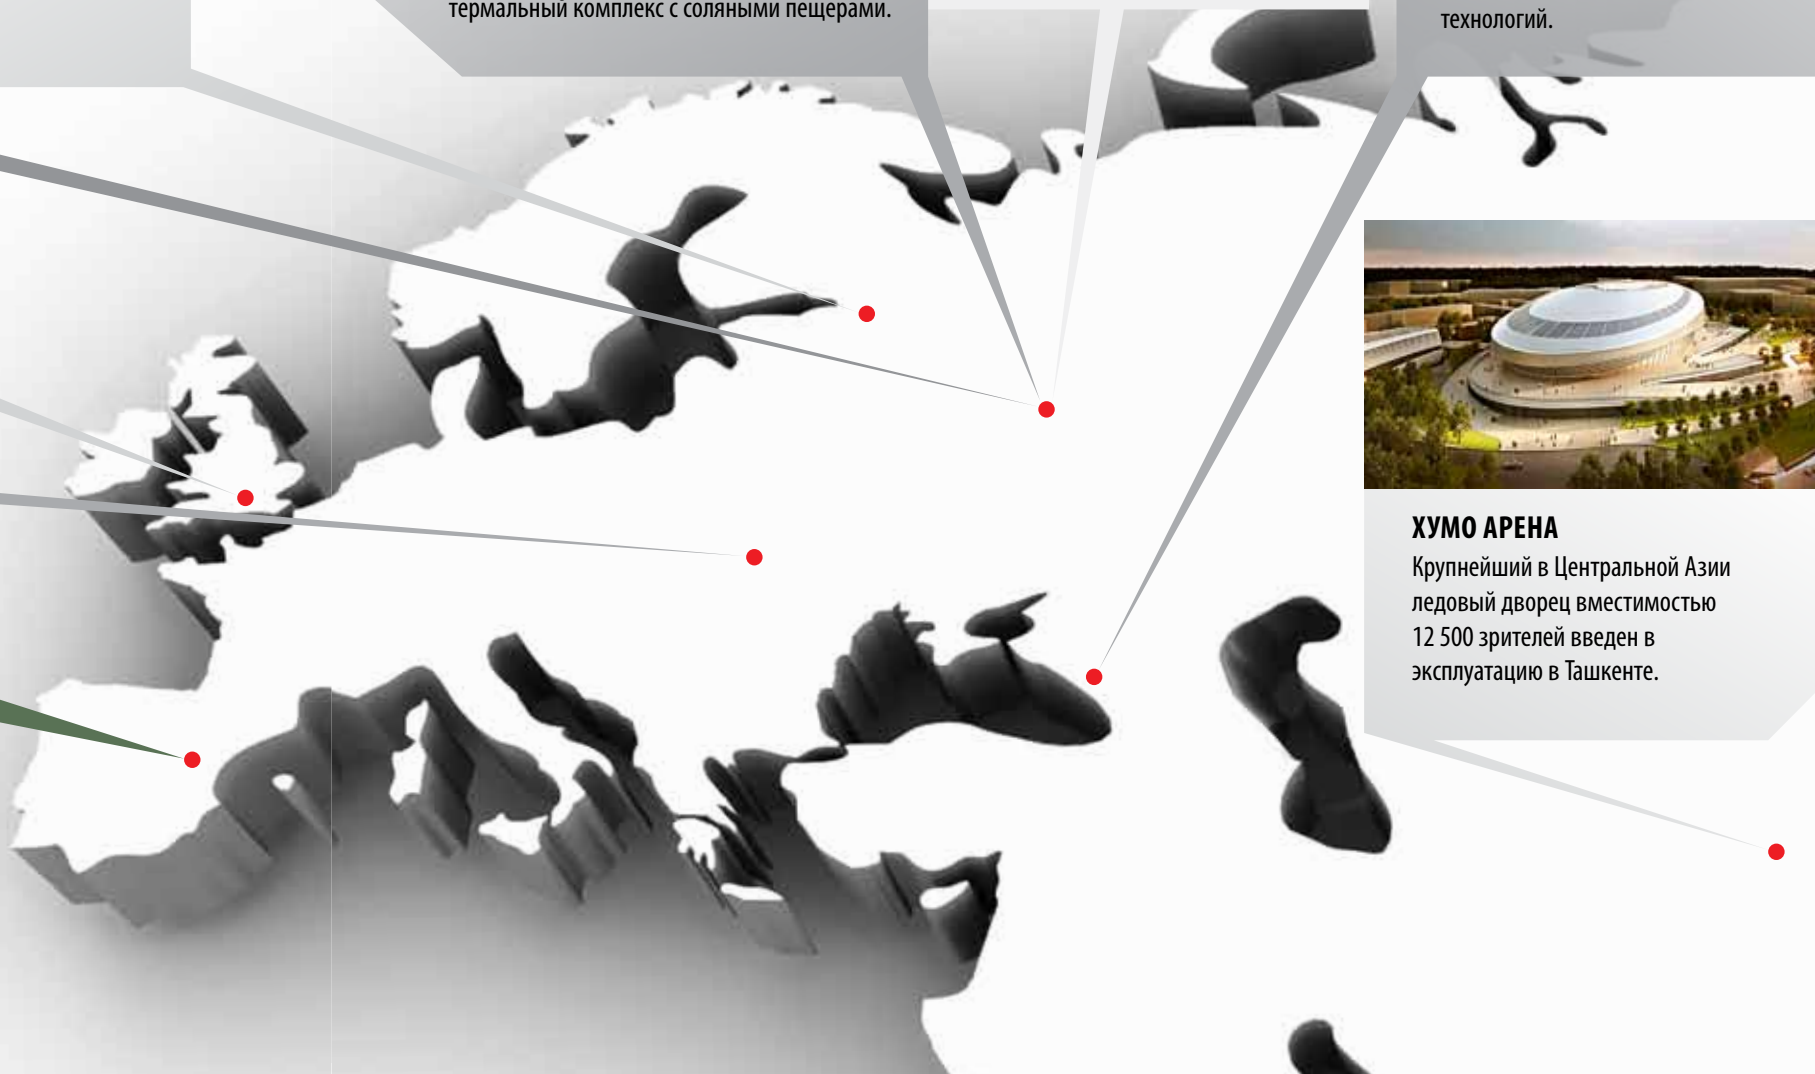 термальный комплекс с соляными пещерами.
технологий.
ХУМО АРЕНА
Крупнейший в Центральной Азии
ледовый дворец вместимостью
12 500 зрителей введен в
эксплуатацию в Ташкенте.